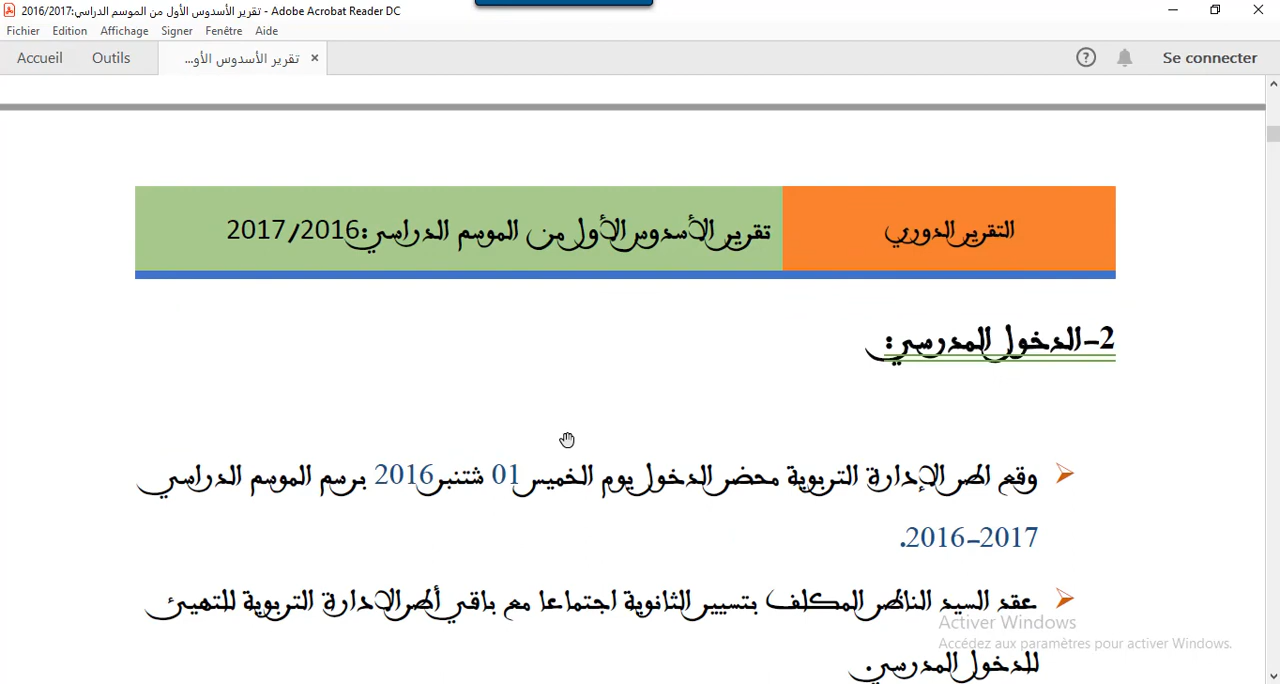 تقرير الأسدوس الأول من الموسم الدراسي:2016/2017 - Adobe Acrobat Reader DC
Fichier Edition Affichage Signer Fenêtre Aide
Accueil Outils تقرير الأسدوس الأو... × ? Se connecter
التقرير الدوري
تقرير الأسدوس الأول من الموسم الدراسي:2017/2016
2-الدخول المدرسي:
وقع اطر الإدارة التربوية محضر الدخول يوم الخميس 01 شتنبر 2016 برسم الموسم الدراسي
2016-2017.
عقد السيد الناظر المكلف بتسيير الثانوية اجتماعا مع باقي أطر الادارة التربوية للتهيئ
للدخول المدرسي.
Activer Windows
Accédez aux paramètres pour activer Windows.